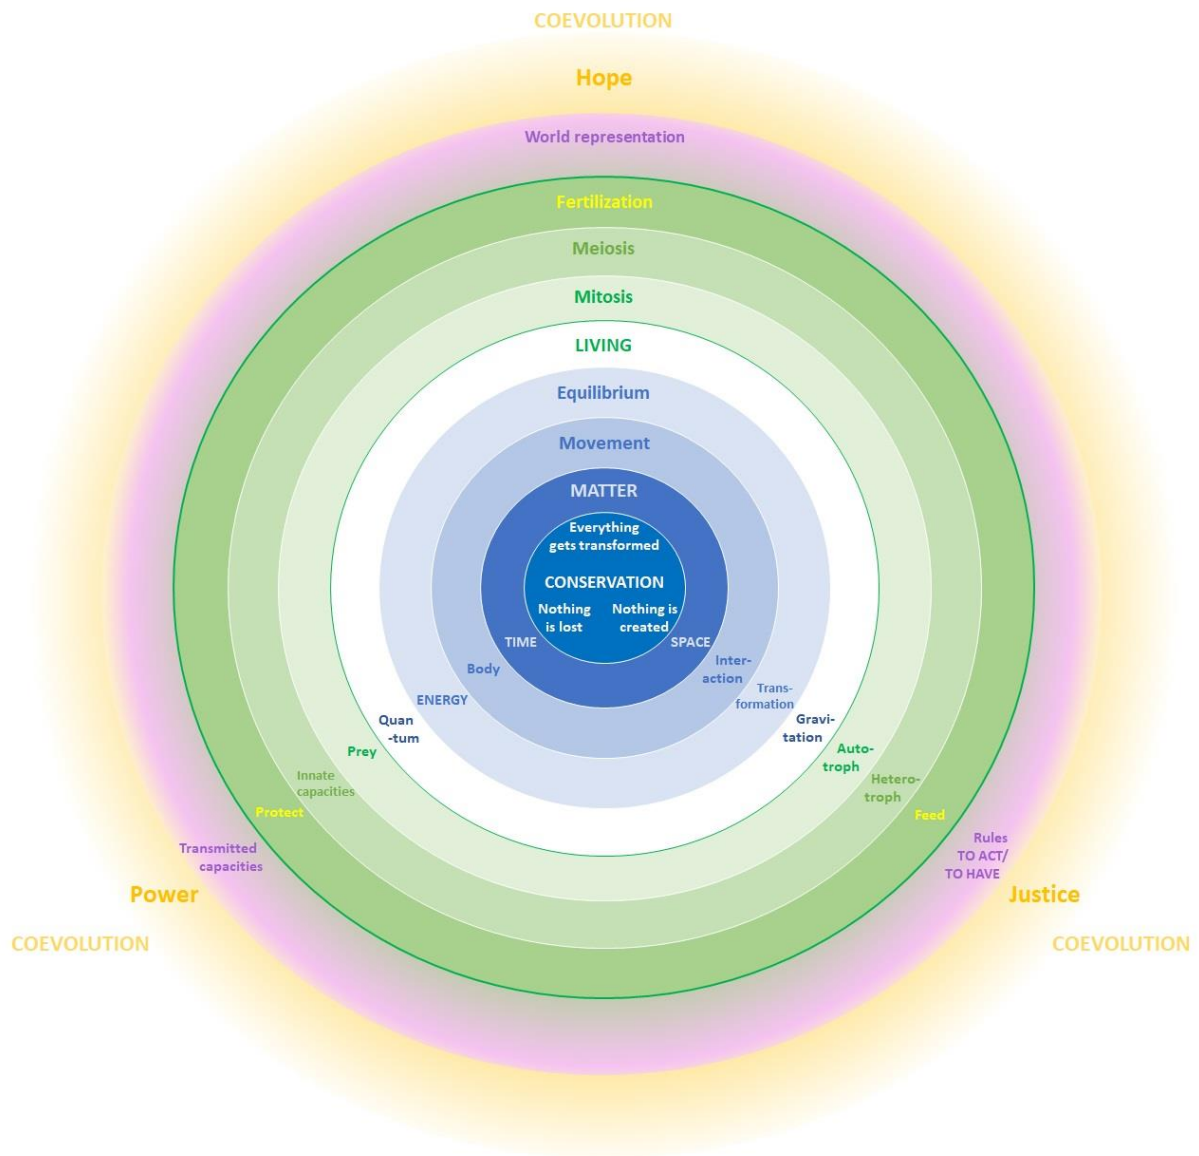 COEVOLUTION
Hope
World representation
Fertilization
Meiosis
Mitosis
LIVING
Equilibrium
Movement
MATTER
Everything
gets transformed
CONSERVATION
Nothing
is lost
Nothing is
created
TIME
SPACE
Body
Inter-
action
ENERGY
Trans-
formation
Quan
-tum
Gravi-
tation
Prey
Auto-
troph
Innate
capacities
Hetero-
troph
Protect
Feed
Transmitted
capacities
Rules
TO ACT/
TO HAVE
Power
Justice
COEVOLUTION
COEVOLUTION